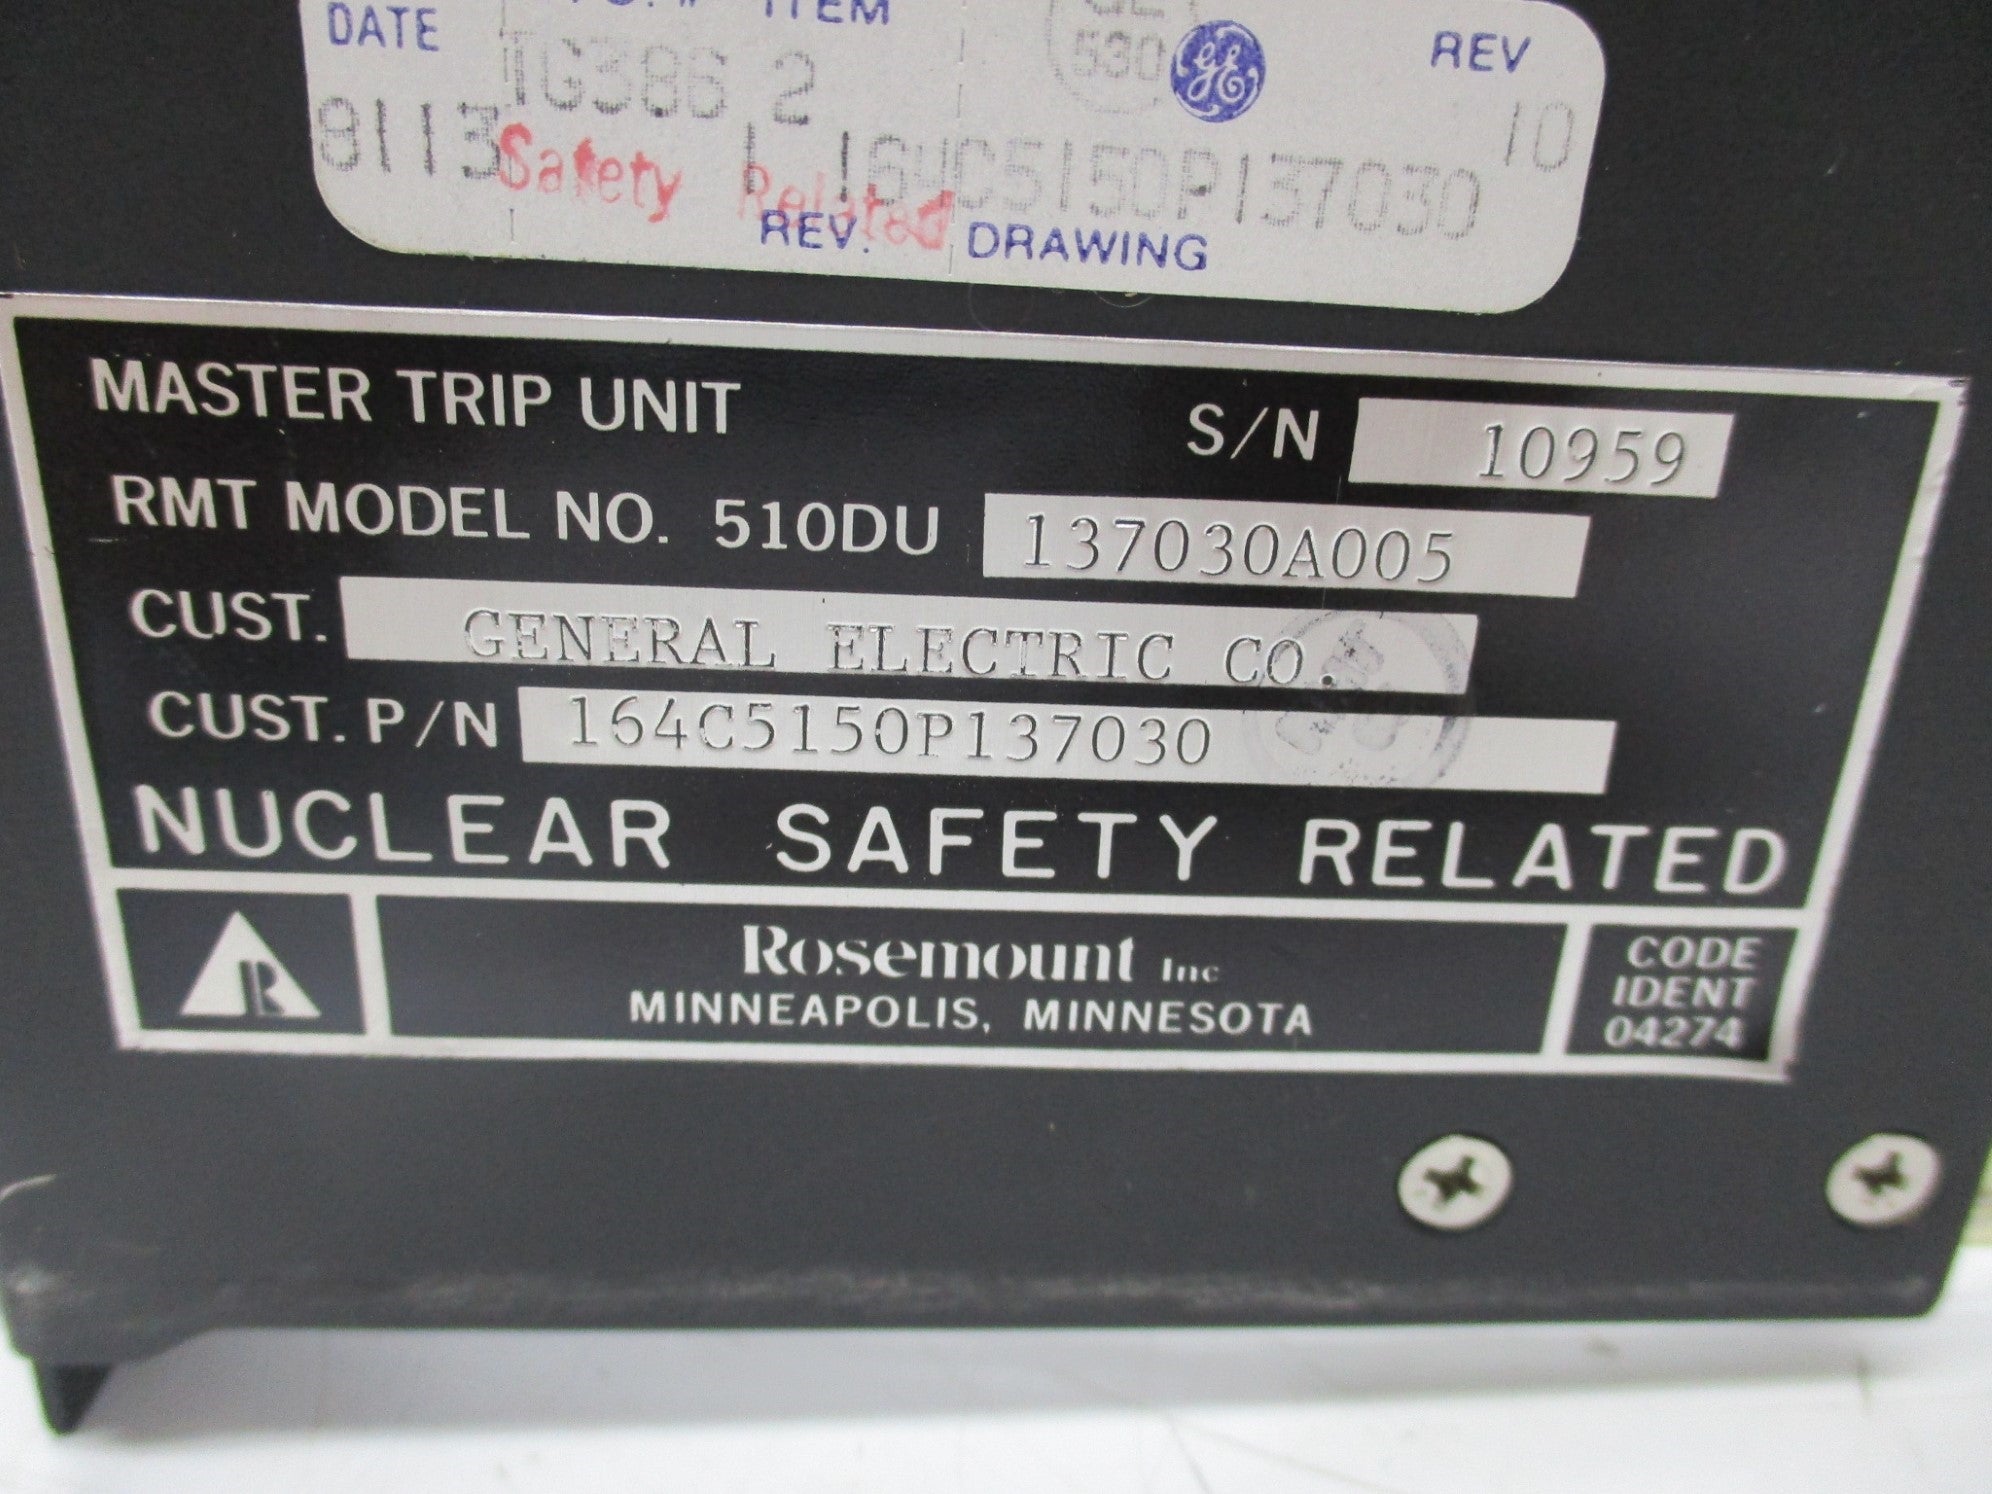 ITEM
DATE REV
TG386 2 530 GE
8113 1 164C5150P137030 10
Safety Related
REV. DRAWING
MASTER TRIP UNIT S/N 10959
RMT MODEL NO. 510DU 137030A005
CUST. GENERAL ELECTRIC CO.
CUST. P/N 164C5150P137030
NUCLEAR SAFETY RELATED
R Rosemount Inc
MINNEAPOLIS, MINNESOTA
CODE
IDENT
04274